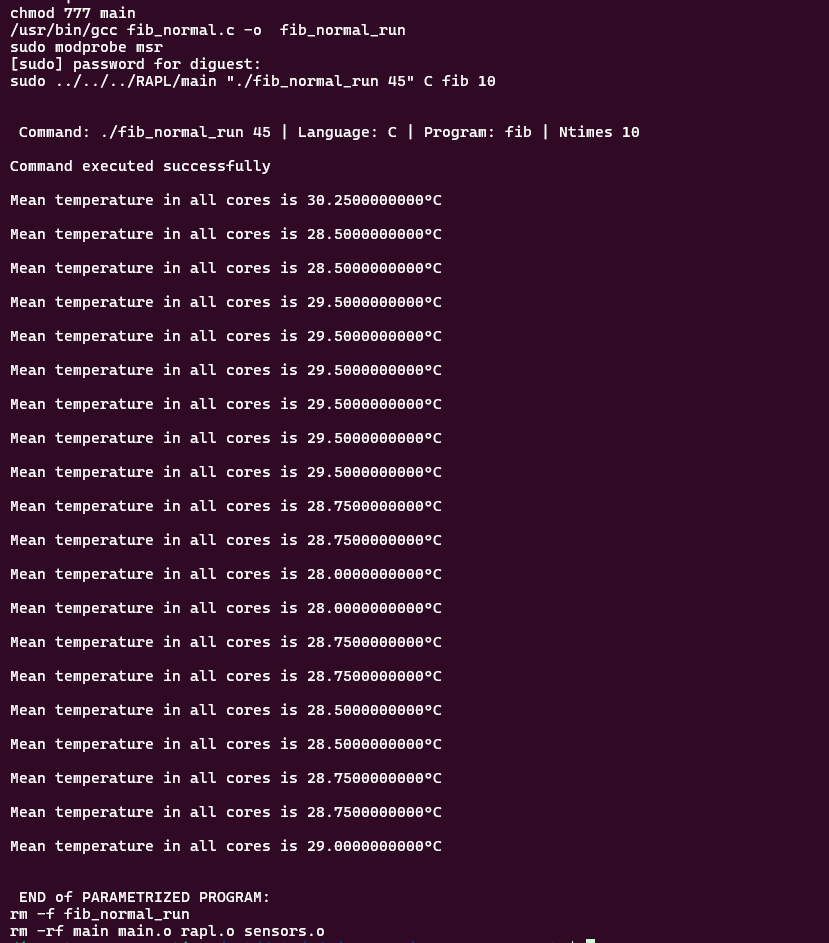 chmod 777 main
/usr/bin/gcc fib_normal.c -o  fib_normal_run
sudo modprobe msr
[sudo] password for diguest:
sudo ../../../RAPL/main "./fib_normal_run 45" C fib 10
Command: ./fib_normal_run 45 | Language: C | Program: fib | Ntimes 10
Command executed successfully
Mean temperature in all cores is 30.2500000000°C
Mean temperature in all cores is 28.5000000000°C
Mean temperature in all cores is 28.5000000000°C
Mean temperature in all cores is 29.5000000000°C
Mean temperature in all cores is 29.5000000000°C
Mean temperature in all cores is 29.5000000000°C
Mean temperature in all cores is 29.5000000000°C
Mean temperature in all cores is 29.5000000000°C
Mean temperature in all cores is 29.5000000000°C
Mean temperature in all cores is 28.7500000000°C
Mean temperature in all cores is 28.7500000000°C
Mean temperature in all cores is 28.0000000000°C
Mean temperature in all cores is 28.0000000000°C
Mean temperature in all cores is 28.7500000000°C
Mean temperature in all cores is 28.7500000000°C
Mean temperature in all cores is 28.5000000000°C
Mean temperature in all cores is 28.5000000000°C
Mean temperature in all cores is 28.7500000000°C
Mean temperature in all cores is 28.7500000000°C
Mean temperature in all cores is 29.0000000000°C
END of PARAMETRIZED PROGRAM:
rm -f fib_normal_run
rm -rf main main.o rapl.o sensors.o